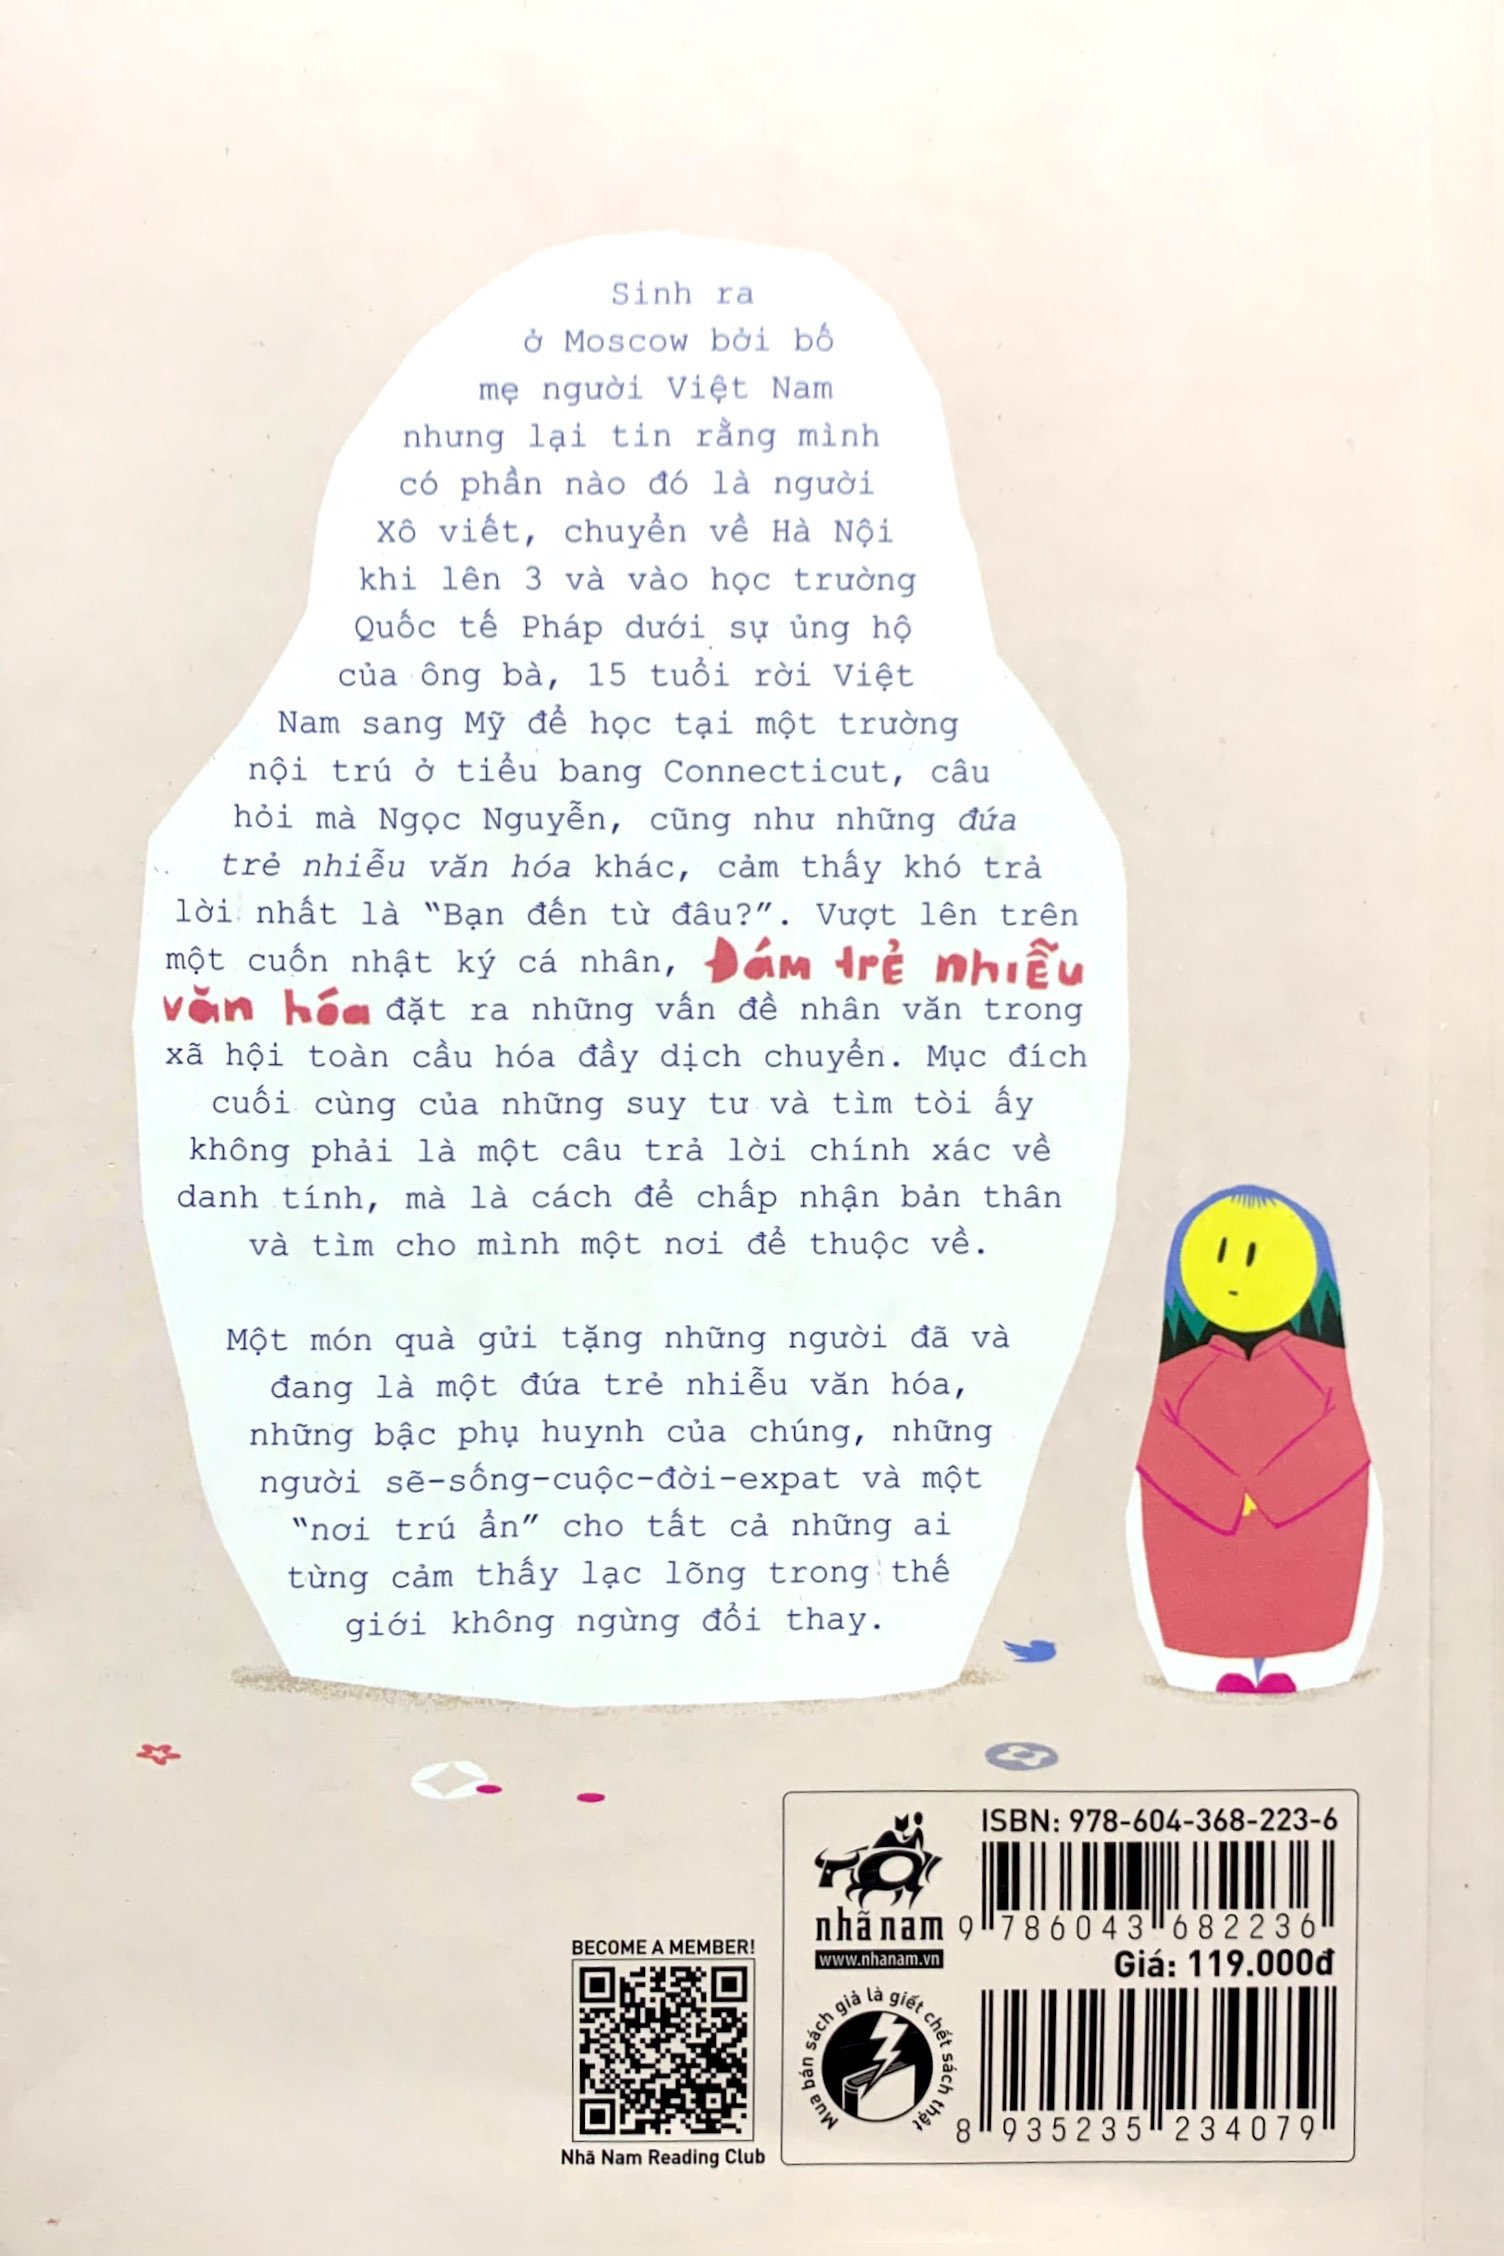 Sinh ra
ở Moscow bởi bố
mẹ người Việt Nam
nhưng lại tin rằng mình
có phần nào đó là người
Xô viết, chuyển về Hà Nội
khi lên 3 và vào học trường
Quốc tế Pháp dưới sự ủng hộ
của ông bà, 15 tuổi rời Việt
Nam sang Mỹ để học tại một trường
nội trú ở tiểu bang Connecticut, câu
hỏi mà Ngọc Nguyễn, cũng như những đứa
trẻ nhiều văn hóa khác, cảm thấy khó trả
lời nhất là “Bạn đến từ đâu?”. Vượt lên trên
một cuốn nhật ký cá nhân, Đám trẻ nhiều
văn hóa đặt ra những vấn đề nhân văn trong
xã hội toàn cầu hóa đầy dịch chuyển. Mục đích
cuối cùng của những suy tư và tìm tòi ấy
không phải là một câu trả lời chính xác về
danh tính, mà là cách để chấp nhận bản thân
và tìm cho mình một nơi để thuộc về.
Một món quà gửi tặng những người đã và
đang là một đứa trẻ nhiều văn hóa,
những bậc phụ huynh của chúng, những
người sẽ-sống-cuộc-đời-expat và một
“nơi trú ẩn” cho tất cả những ai
từng cảm thấy lạc lõng trong thế
giới không ngừng đổi thay.
BECOME A MEMBER!
Nhã Nam Reading Club
nhã nam
www.nhanam.vn
Mua bán sách giả là giết chết sách thật
ISBN: 978-604-368-223-6
9 786043 682236
Giá: 119.000đ
8 935235 234079